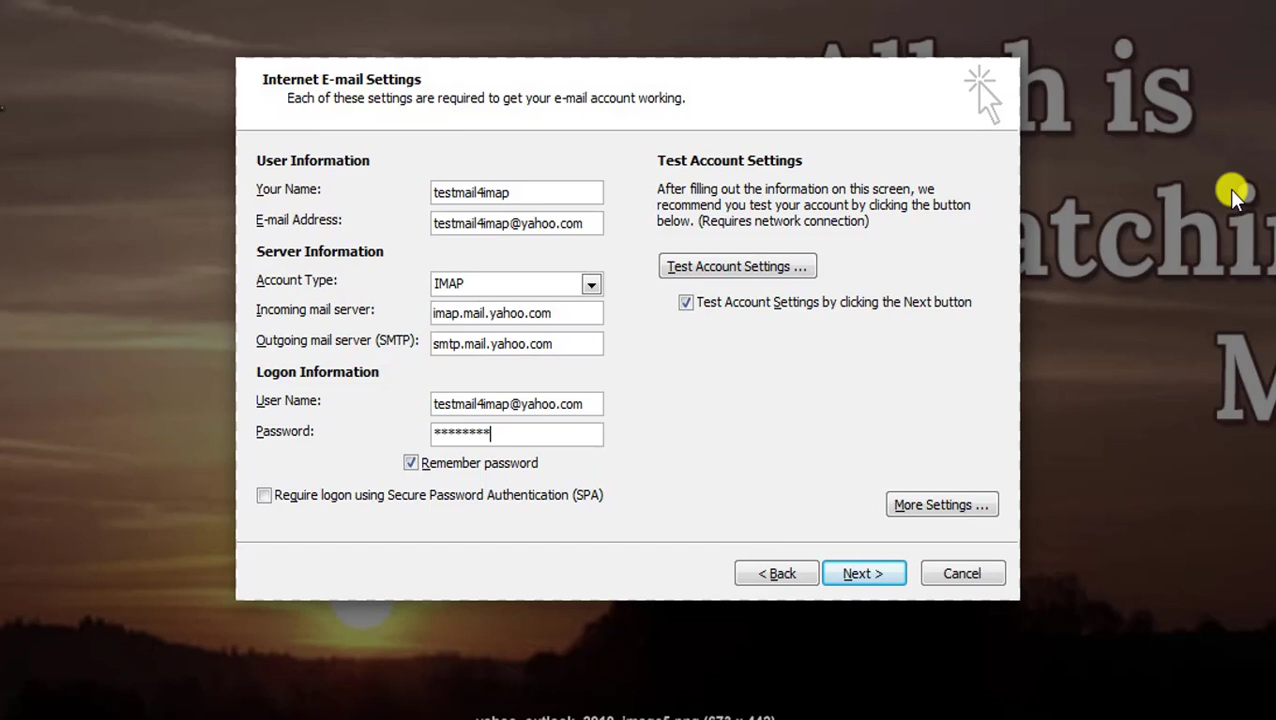 Allah is
Internet E-mail Settings
Each of these settings are required to get your e-mail account working.
User Information
Your Name: testmail4imap
E-mail Address: testmail4imap@yahoo.com
Server Information
Account Type: IMAP
Incoming mail server: imap.mail.yahoo.com
Outgoing mail server (SMTP): smtp.mail.yahoo.com
Logon Information
User Name: testmail4imap@yahoo.com
Password: ********
Remember password
Require logon using Secure Password Authentication (SPA)
Test Account Settings
After filling out the information on this screen, we
recommend you test your account by clicking the button
below. (Requires network connection)
Test Account Settings ...
Test Account Settings by clicking the Next button
More Settings ...
< Back
Next >
Cancel